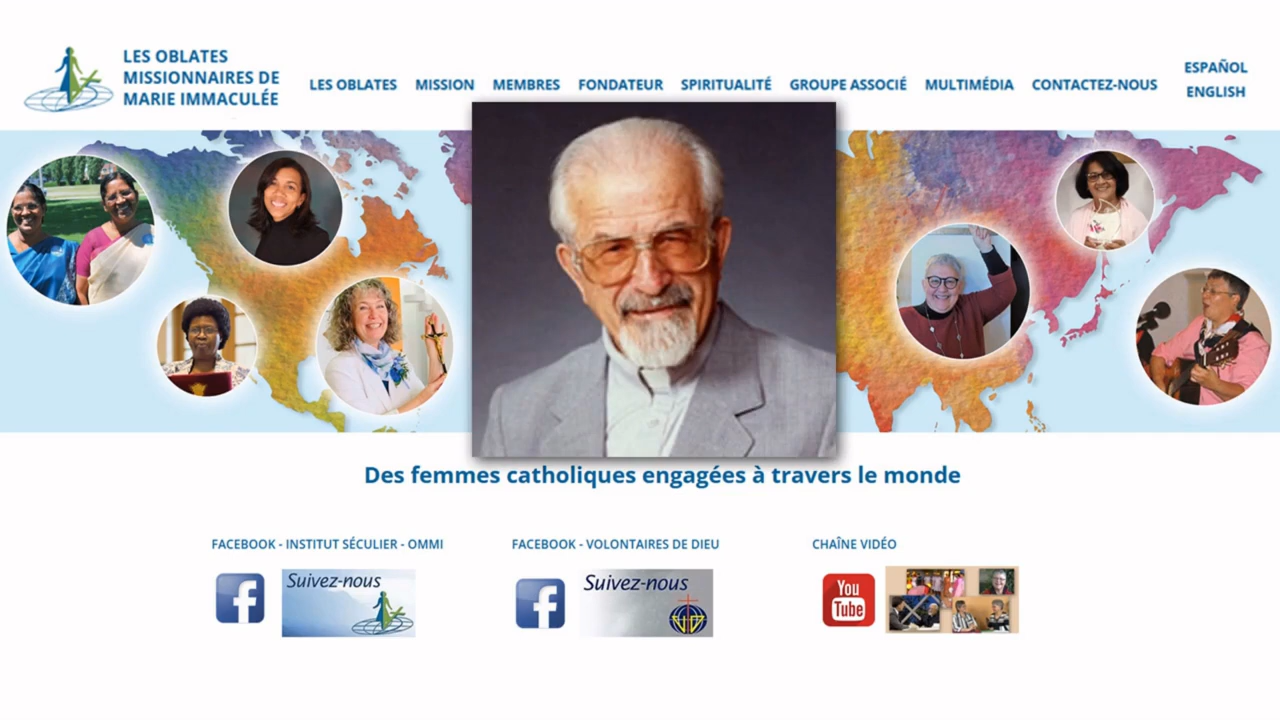 LES OBLATES
MISSIONNAIRES DE
MARIE IMMACULÉE
LES OBLATES MISSION MEMBRES FONDATEUR SPIRITUALITÉ GROUPE ASSOCIÉ MULTIMÉDIA CONTACTEZ-NOUS
ESPAÑOL
ENGLISH
Des femmes catholiques engagées à travers le monde
FACEBOOK - INSTITUT SÉCULIER - OMMI
FACEBOOK - VOLONTAIRES DE DIEU
CHAÎNE VIDÉO
Suivez-nous
Suivez-nous
You
Tube